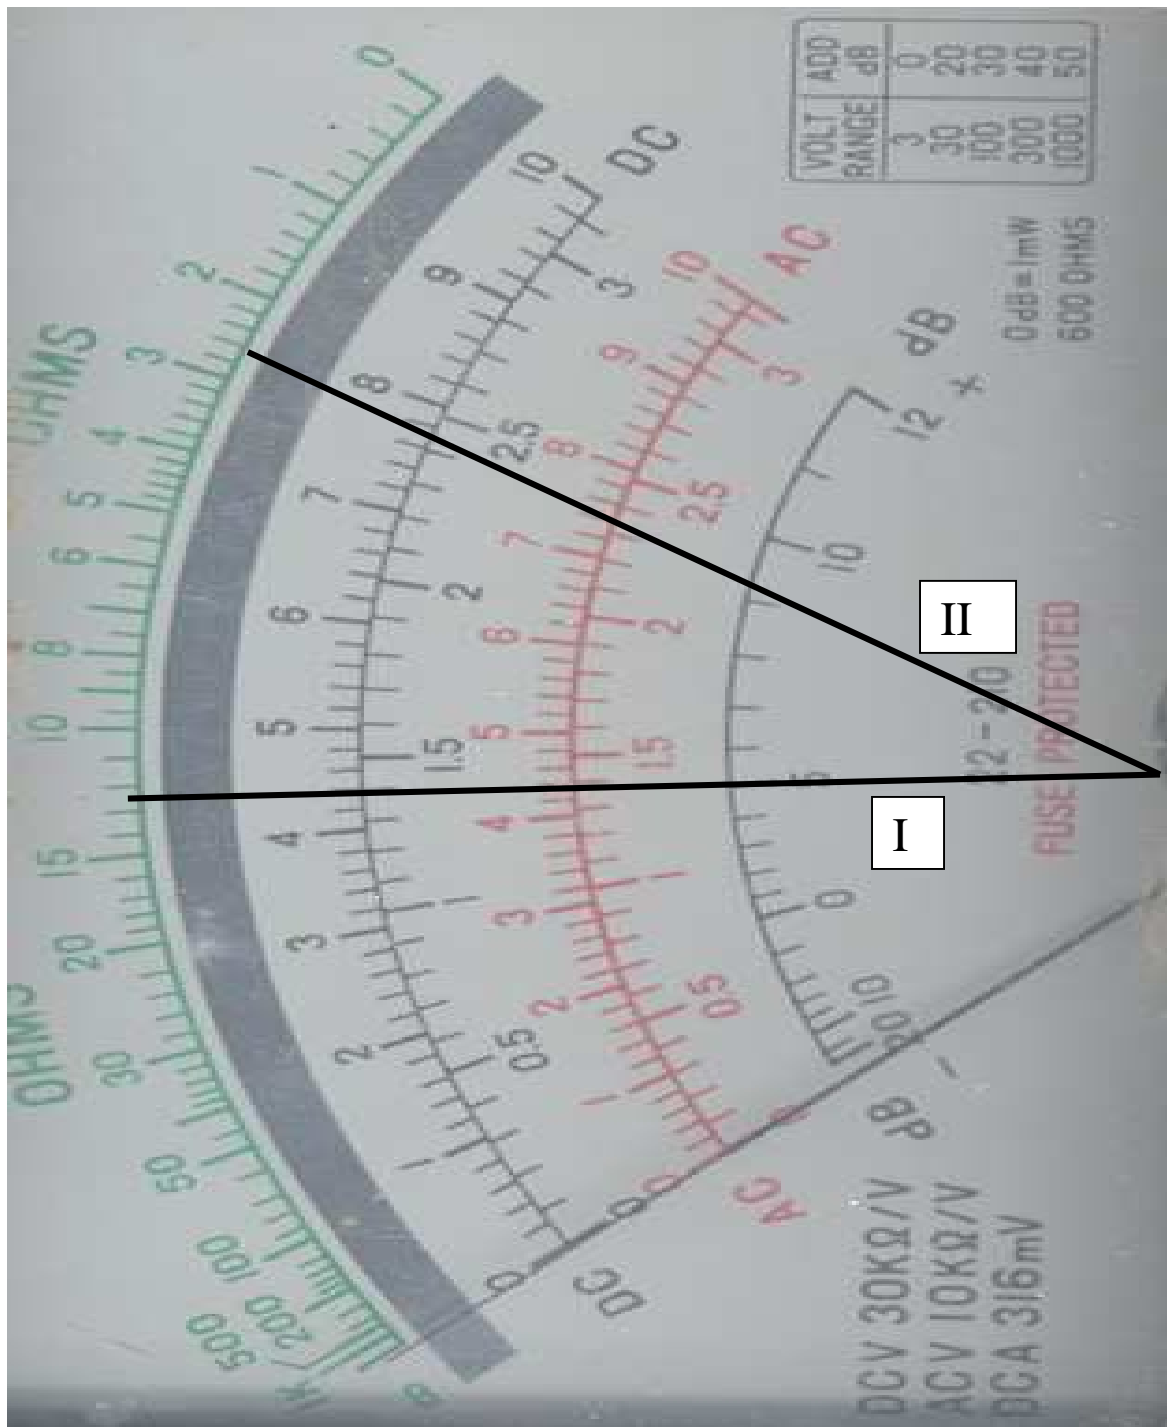 OHMS
0 1 2 3 4 5 6 8 10 15 20 30 50 100 200 500 1K ∞
OHMS
DC
10 9 8 7 6 5 4 3 2 1 0
3 2.5 2 1.5 1 0.5 0
DC
AC
10 9 8 7 6 5 4 3 2 1 0
3 2.5 2 1.5 1 0.5 0
AC
dB
+ 12 10 5 0 10 20 −
dB
VOLT RANGE ADD dB
3 0
30 20
100 30
300 40
1000 50
0dB=1mW
600 OHMS
22-210
FUSE PROTECTED
DCV 30KΩ/V
ACV 10KΩ/V
DCA 316mV
II
I